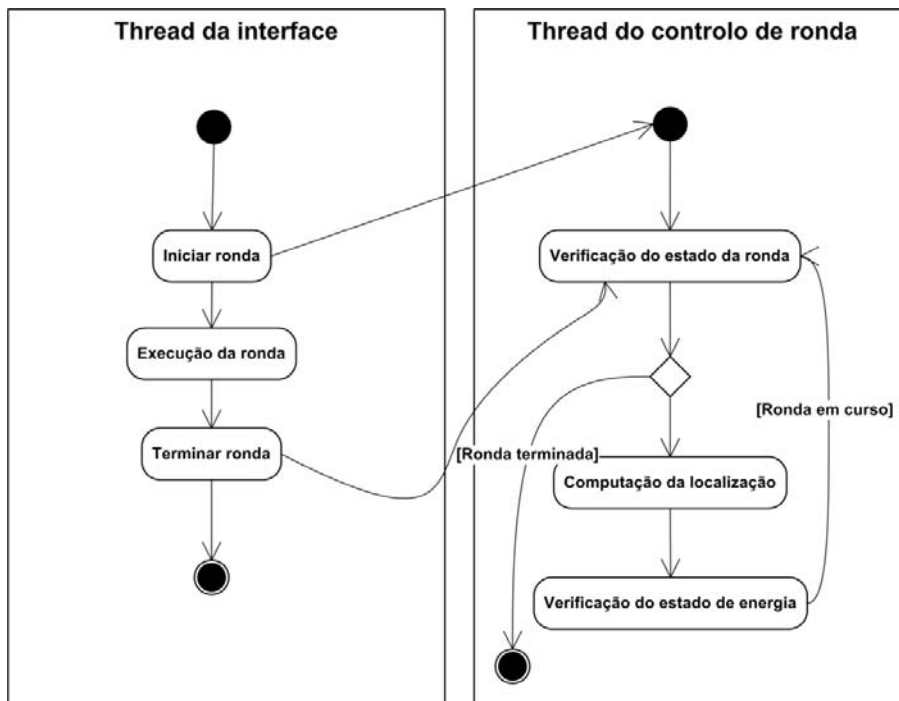 Thread da interface
Thread do controlo de ronda
Iniciar ronda
Execução da ronda
Terminar ronda
Verificação do estado da ronda
[Ronda em curso]
[Ronda terminada]
Computação da localização
Verificação do estado de energia